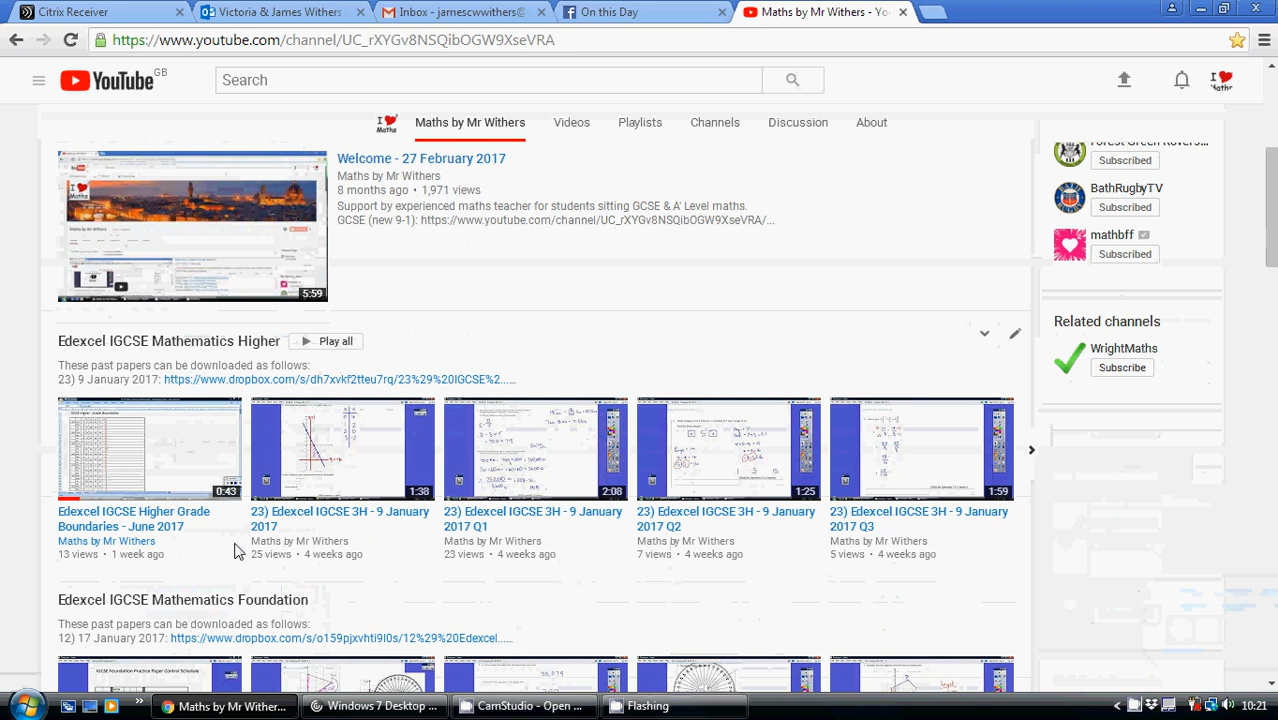 Citrix Receiver
Victoria & James Withers
Inbox - jamescwwithers@
On this Day
Maths by Mr Withers - Yo
https://www.youtube.com/channel/UC_rXYGv8NSQibOGW9XseVRA
YouTube GB
Search
I ♥ Maths
I ♥ Maths
Maths by Mr Withers
Videos
Playlists
Channels
Discussion
About
Welcome - 27 February 2017
Maths by Mr Withers
8 months ago • 1,971 views
Support by experienced maths teacher for students sitting GCSE & A' Level maths.
GCSE (new 9-1): https://www.youtube.com/channel/UC_rXYGv8NSQibOGW9XseVRA/...
5:59
Forest Green Rovers...
Subscribed
BathRugbyTV
Subscribed
mathbff
Subscribed
Related channels
WrightMaths
Subscribe
Edexcel IGCSE Mathematics Higher
Play all
These past papers can be downloaded as follows:
23) 9 January 2017: https://www.dropbox.com/s/dh7xvkf2tteu7rq/23%29%20IGCSE%2......
0:43
1:38
2:08
1:25
1:59
Edexcel IGCSE Higher Grade
Boundaries - June 2017
Maths by Mr Withers
13 views • 1 week ago
23) Edexcel IGCSE 3H - 9 January
2017
Maths by Mr Withers
25 views • 4 weeks ago
23) Edexcel IGCSE 3H - 9 January
2017 Q1
Maths by Mr Withers
23 views • 4 weeks ago
23) Edexcel IGCSE 3H - 9 January
2017 Q2
Maths by Mr Withers
7 views • 4 weeks ago
23) Edexcel IGCSE 3H - 9 January
2017 Q3
Maths by Mr Withers
5 views • 4 weeks ago
Edexcel IGCSE Mathematics Foundation
These past papers can be downloaded as follows:
12) 17 January 2017: https://www.dropbox.com/s/o159pjxvhti9l0s/12%29%20Edexcel......
IGCSE Foundation Practice Paper Control Schedule
Maths by Mr Wither...
Windows 7 Desktop ...
CamStudio - Open ...
Flashing
10:21